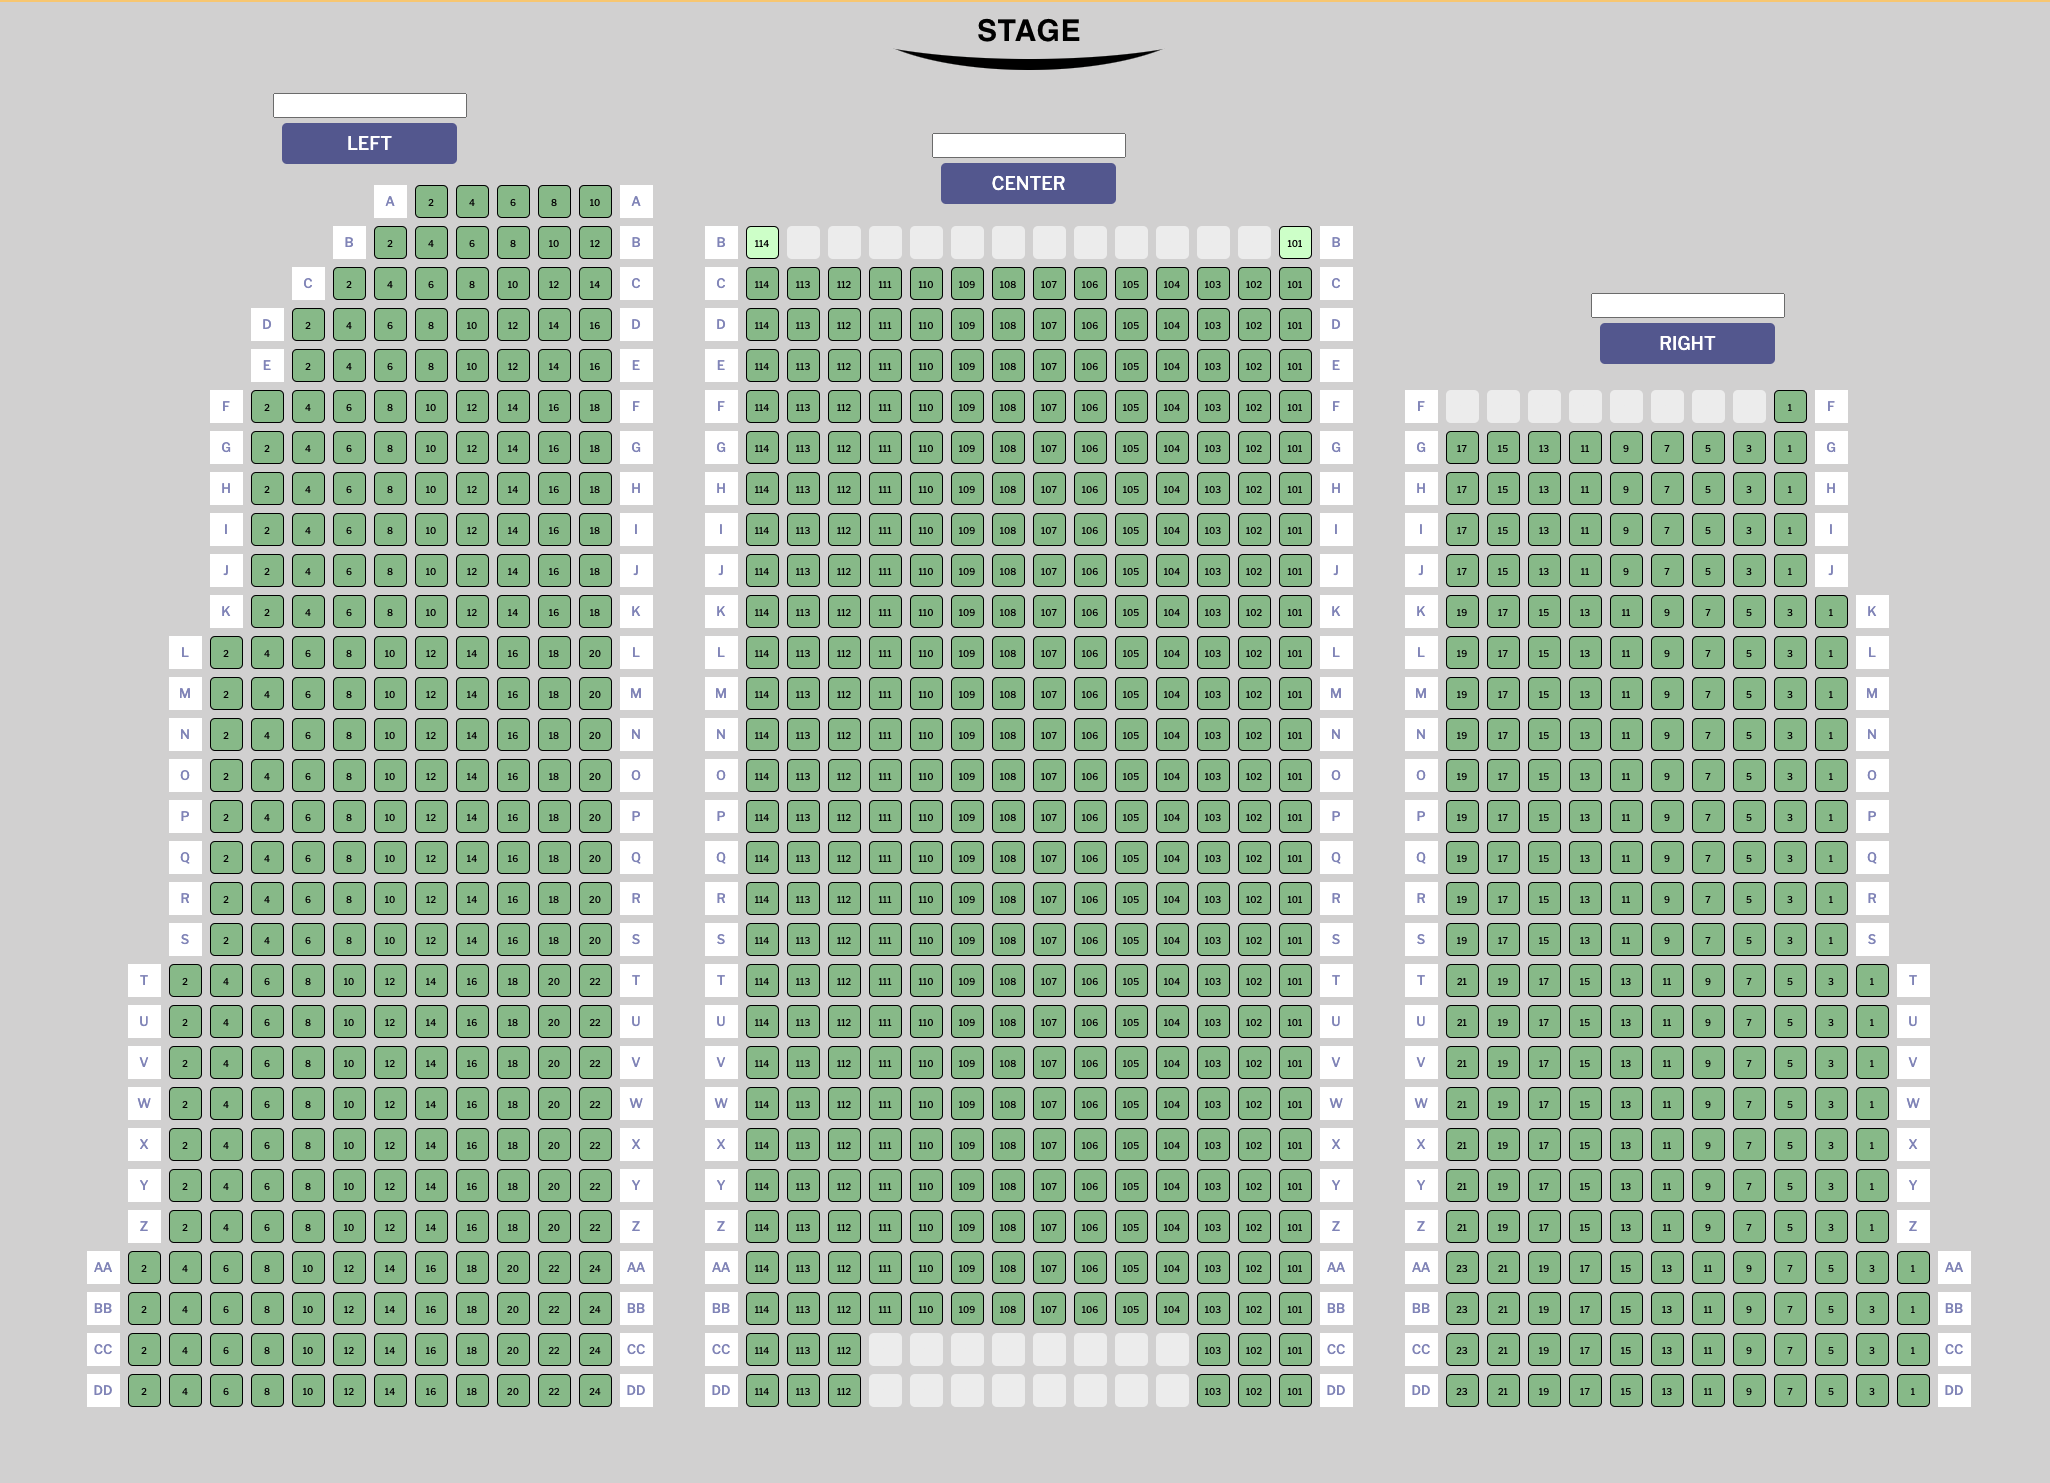 STAGE
LEFT
CENTER
A 2 4 6 8 10 A
B 2 4 6 8 10 12 B B 114 101 B
C 2 4 6 8 10 12 14 C C 114 113 112 111 110 109 108 107 106 105 104 103 102 101 C
D 2 4 6 8 10 12 14 16 D D 114 113 112 111 110 109 108 107 106 105 104 103 102 101 D
RIGHT
E 2 4 6 8 10 12 14 16 E E 114 113 112 111 110 109 108 107 106 105 104 103 102 101 E
F 2 4 6 8 10 12 14 16 18 F F 114 113 112 111 110 109 108 107 106 105 104 103 102 101 F F 1 F
G 2 4 6 8 10 12 14 16 18 G G 114 113 112 111 110 109 108 107 106 105 104 103 102 101 G G 17 15 13 11 9 7 5 3 1 G
H 2 4 6 8 10 12 14 16 18 H H 114 113 112 111 110 109 108 107 106 105 104 103 102 101 H H 17 15 13 11 9 7 5 3 1 H
I 2 4 6 8 10 12 14 16 18 I I 114 113 112 111 110 109 108 107 106 105 104 103 102 101 I I 17 15 13 11 9 7 5 3 1 I
J 2 4 6 8 10 12 14 16 18 J J 114 113 112 111 110 109 108 107 106 105 104 103 102 101 J J 17 15 13 11 9 7 5 3 1 J
K 2 4 6 8 10 12 14 16 18 K K 114 113 112 111 110 109 108 107 106 105 104 103 102 101 K K 19 17 15 13 11 9 7 5 3 1 K
L 2 4 6 8 10 12 14 16 18 20 L L 114 113 112 111 110 109 108 107 106 105 104 103 102 101 L L 19 17 15 13 11 9 7 5 3 1 L
M 2 4 6 8 10 12 14 16 18 20 M M 114 113 112 111 110 109 108 107 106 105 104 103 102 101 M M 19 17 15 13 11 9 7 5 3 1 M
N 2 4 6 8 10 12 14 16 18 20 N N 114 113 112 111 110 109 108 107 106 105 104 103 102 101 N N 19 17 15 13 11 9 7 5 3 1 N
O 2 4 6 8 10 12 14 16 18 20 O O 114 113 112 111 110 109 108 107 106 105 104 103 102 101 O O 19 17 15 13 11 9 7 5 3 1 O
P 2 4 6 8 10 12 14 16 18 20 P P 114 113 112 111 110 109 108 107 106 105 104 103 102 101 P P 19 17 15 13 11 9 7 5 3 1 P
Q 2 4 6 8 10 12 14 16 18 20 Q Q 114 113 112 111 110 109 108 107 106 105 104 103 102 101 Q Q 19 17 15 13 11 9 7 5 3 1 Q
R 2 4 6 8 10 12 14 16 18 20 R R 114 113 112 111 110 109 108 107 106 105 104 103 102 101 R R 19 17 15 13 11 9 7 5 3 1 R
S 2 4 6 8 10 12 14 16 18 20 S S 114 113 112 111 110 109 108 107 106 105 104 103 102 101 S S 19 17 15 13 11 9 7 5 3 1 S
T 2 4 6 8 10 12 14 16 18 20 22 T T 114 113 112 111 110 109 108 107 106 105 104 103 102 101 T T 21 19 17 15 13 11 9 7 5 3 1 T
U 2 4 6 8 10 12 14 16 18 20 22 U U 114 113 112 111 110 109 108 107 106 105 104 103 102 101 U U 21 19 17 15 13 11 9 7 5 3 1 U
V 2 4 6 8 10 12 14 16 18 20 22 V V 114 113 112 111 110 109 108 107 106 105 104 103 102 101 V V 21 19 17 15 13 11 9 7 5 3 1 V
W 2 4 6 8 10 12 14 16 18 20 22 W W 114 113 112 111 110 109 108 107 106 105 104 103 102 101 W W 21 19 17 15 13 11 9 7 5 3 1 W
X 2 4 6 8 10 12 14 16 18 20 22 X X 114 113 112 111 110 109 108 107 106 105 104 103 102 101 X X 21 19 17 15 13 11 9 7 5 3 1 X
Y 2 4 6 8 10 12 14 16 18 20 22 Y Y 114 113 112 111 110 109 108 107 106 105 104 103 102 101 Y Y 21 19 17 15 13 11 9 7 5 3 1 Y
Z 2 4 6 8 10 12 14 16 18 20 22 Z Z 114 113 112 111 110 109 108 107 106 105 104 103 102 101 Z Z 21 19 17 15 13 11 9 7 5 3 1 Z
AA 2 4 6 8 10 12 14 16 18 20 22 24 AA AA 114 113 112 111 110 109 108 107 106 105 104 103 102 101 AA AA 23 21 19 17 15 13 11 9 7 5 3 1 AA
BB 2 4 6 8 10 12 14 16 18 20 22 24 BB BB 114 113 112 111 110 109 108 107 106 105 104 103 102 101 BB BB 23 21 19 17 15 13 11 9 7 5 3 1 BB
CC 2 4 6 8 10 12 14 16 18 20 22 24 CC CC 114 113 112 103 102 101 CC CC 23 21 19 17 15 13 11 9 7 5 3 1 CC
DD 2 4 6 8 10 12 14 16 18 20 22 24 DD DD 114 113 112 103 102 101 DD DD 23 21 19 17 15 13 11 9 7 5 3 1 DD